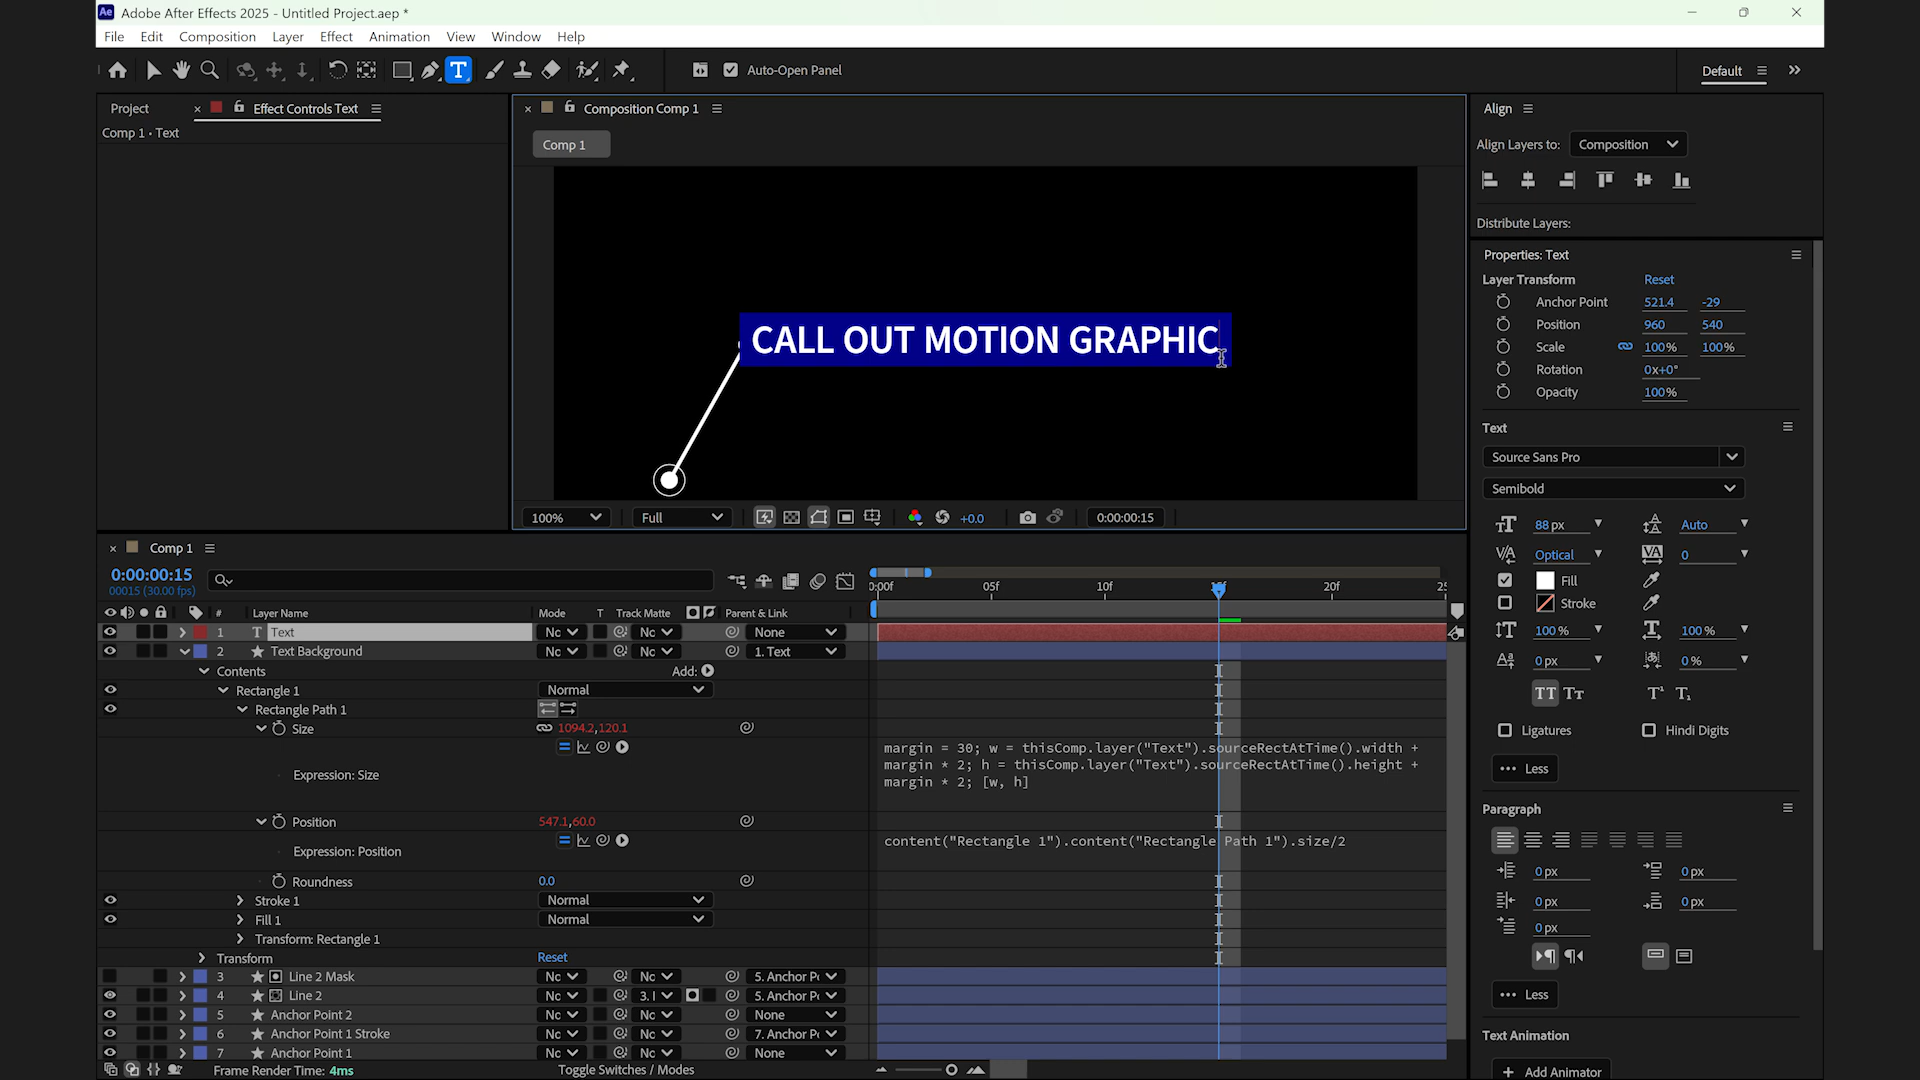 Ae Adobe After Effects 2025 - Untitled Project.aep *
File Edit Composition Layer Effect Animation View Window Help
T Auto-Open Panel Default
Project × Effect Controls Text
× Composition Comp 1
Align
Comp 1 • Text
Comp 1
Align Layers to: Composition
Distribute Layers:
CALL OUT MOTION GRAPHIC
Properties: Text
Layer Transform Reset
Anchor Point 521.4 -29
Position 960 540
Scale 100% 100%
Rotation 0x+0°
Opacity 100%
Text
Source Sans Pro
Semibold
88 px Auto
Optical 0
Fill
Stroke
100 % 100 %
0 px 0 %
TT Tт T¹ T₁
Ligatures Hindi Digits
••• Less
Paragraph
0 px 0 px
0 px 0 px
0 px
••• Less
Text Animation
+ Add Animator
100% Full +0.0 0:00:00:15
× Comp 1
0:00:00:15
00015 (30.00 fps)
0:00f 05f 10f 20f
# Layer Name Mode T Track Matte Parent & Link
1 T Text Nc Nc None
2 Text Background Nc Nc 1. Text
Contents Add:
Rectangle 1 Normal
Rectangle Path 1
Size 1094.2,120.1
Expression: Size
margin = 30; w = thisComp.layer("Text").sourceRectAtTime().width +
margin * 2; h = thisComp.layer("Text").sourceRectAtTime().height +
margin * 2; [w, h]
Position 547.1,60.0
Expression: Position
content("Rectangle 1").content("Rectangle Path 1").size/2
Roundness 0.0
Stroke 1 Normal
Fill 1 Normal
Transform: Rectangle 1
Transform Reset
3 Line 2 Mask Nc Nc 5. Anchor P
4 Line 2 Nc 3. 5. Anchor P
5 Anchor Point 2 Nc Nc None
6 Anchor Point 1 Stroke Nc Nc 7. Anchor P
7 Anchor Point 1 Nc Nc None
Frame Render Time: 4ms Toggle Switches / Modes